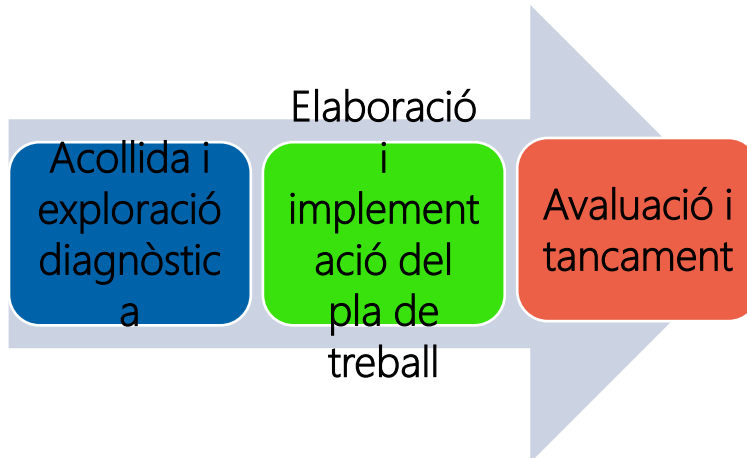 Acollida i
exploració
diagnòstic
a
Elaboració
i
implement
ació del
pla de
treball
Avaluació i
tancament